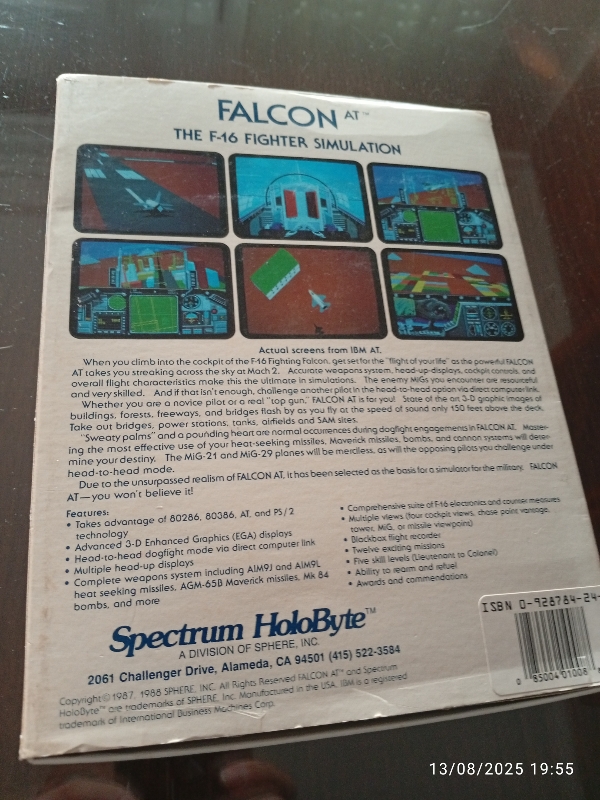 FALCON AT™
THE F-16 FIGHTER SIMULATION
Actual screens from IBM AT.
When you climb into the cockpit of the F-16 Fighting Falcon, get set for the "flight of your life" as the powerful FALCON
AT takes you streaking across the sky at Mach 2. Accurate weapons system, head-up displays, cockpit controls, and
overall flight characteristics make this the ultimate in simulations. The enemy MiGs you encounter are resourceful
and very skilled. And if that isn't enough, challenge another pilot in the head-to-head option via direct computer link.
Whether you are a novice pilot or a real "top gun," FALCON AT is for you! State of the art 3-D graphic images of
buildings, forests, freeways, and bridges flash by as you fly at the speed of sound only 150 feet above the deck.
Take out bridges, power stations, tanks, airfields and SAM sites.
"Sweaty palms" and a pounding heart are normal occurrences during dogfight engagements in FALCON AT. Master-
ing the most effective use of your heat-seeking missiles, Maverick missiles, bombs, and cannon systems will deter-
mine your destiny. The MiG-21 and MiG-29 planes will be merciless, as will the opposing pilots you challenge under
head-to-head mode.
Due to the unsurpassed realism of FALCON AT, it has been selected as the basis for a simulator for the military. FALCON
AT—you won't believe it!
Features:
• Takes advantage of 80286, 80386, AT, and PS/2
technology
• Advanced 3-D Enhanced Graphics (EGA) displays
• Head-to-head dogfight mode via direct computer link
• Multiple head-up displays
• Complete weapons system including AIM9J and AIM9L
heat seeking missiles, AGM-65B Maverick missiles, Mk 84
bombs, and more
• Comprehensive suite of F-16 electronics and counter measures
• Multiple views (four cockpit views, chase point vantage,
tower, MiG, or missile viewpoint)
• Blackbox flight recorder
• Twelve exciting missions
• Five skill levels (Lieutenant to Colonel)
• Ability to rearm and refuel
• Awards and commendations
Spectrum HoloByte™
A DIVISION OF SPHERE, INC.
2061 Challenger Drive, Alameda, CA 94501 (415) 522-3584
Copyright © 1987, 1988 SPHERE, INC. All Rights Reserved FALCON AT™ and Spectrum
HoloByte™ are trademarks of SPHERE, Inc. Manufactured in the USA. IBM is a registered
trademark of International Business Machines Corp.
ISBN 0-928784-24-
0 85004 01006
13/08/2025 19:55